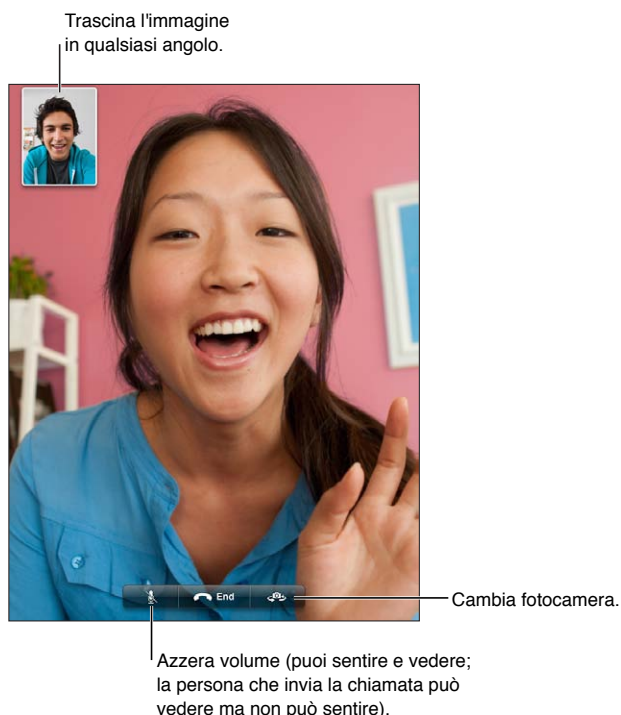 Trascina l'immagine
in qualsiasi angolo.
End
Cambia fotocamera.
Azzera volume (puoi sentire e vedere;
la persona che invia la chiamata può
vedere ma non può sentire).